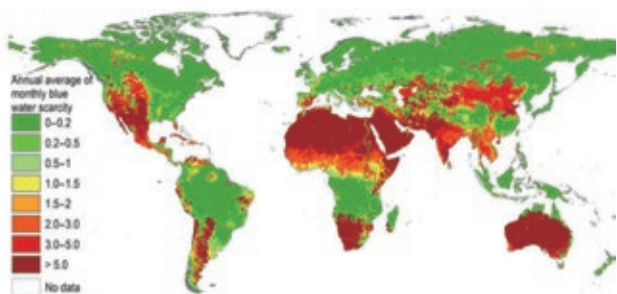 Annual average of
monthly blue
water scarcity
0–0.2
0.2–0.5
0.5–1
1.0–1.5
1.5–2
2.0–3.0
3.0–5.0
> 5.0
No data